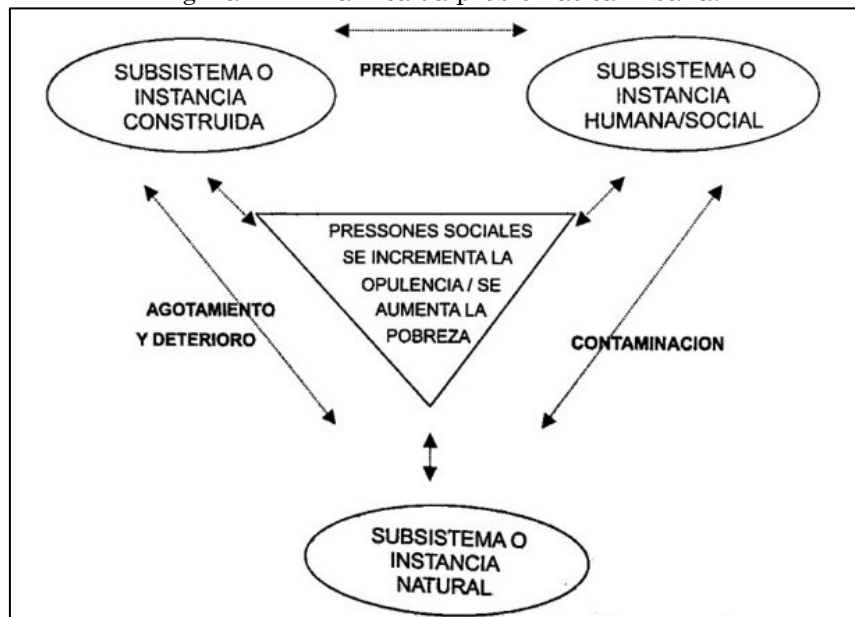 SUBSISTEMA O
INSTANCIA
CONSTRUIDA
PRECARIEDAD
SUBSISTEMA O
INSTANCIA
HUMANA/SOCIAL
PRESSONES SOCIALES
SE INCREMENTA LA
OPULENCIA / SE
AUMENTA LA
POBREZA
AGOTAMIENTO
Y DETERIORO
CONTAMINACION
SUBSISTEMA O
INSTANCIA
NATURAL